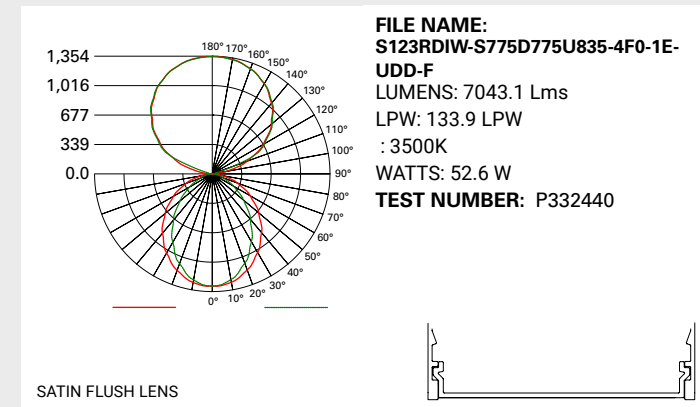 1,354
1,016
677
339
0.0
180°
170°
160°
150°
140°
130°
120°
110°
100°
90°
80°
70°
60°
50°
40°
30°
20°
10°
0°
SATIN FLUSH LENS
FILE NAME:
S123RDIW-S775D775U835-4F0-1E-
UDD-F
LUMENS: 7043.1 Lms
LPW: 133.9 LPW
: 3500K
WATTS: 52.6 W
TEST NUMBER: P332440